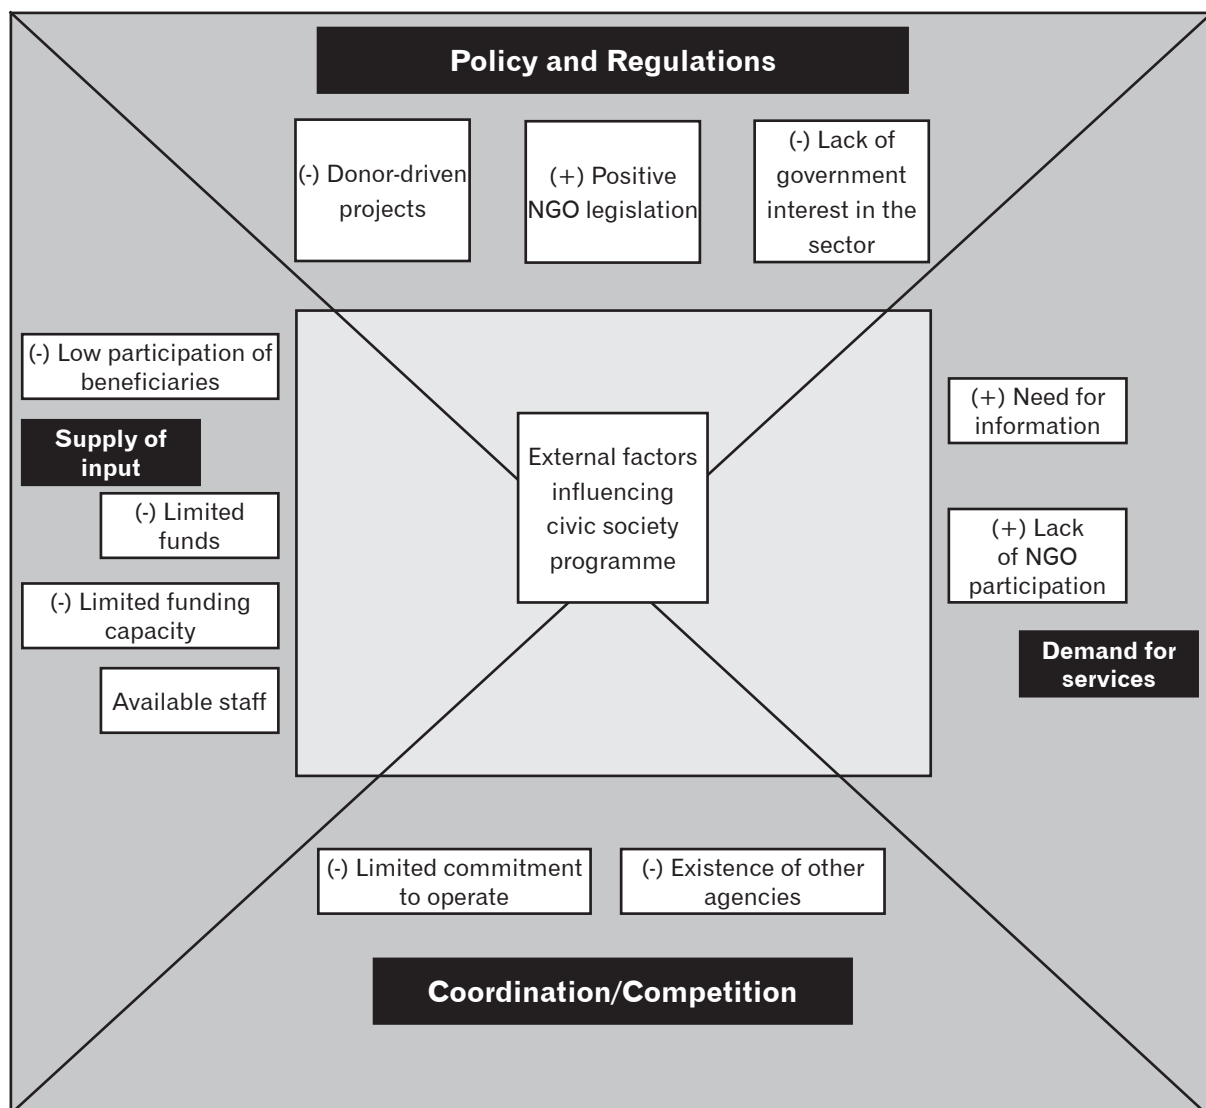 Policy and Regulations
(-) Donor-driven
projects
(+) Positive
NGO legislation
(-) Lack of
government
interest in the
sector
(-) Low participation of
beneficiaries
Supply of
input
(-) Limited
funds
(-) Limited funding
capacity
Available staff
External factors
influencing
civic society
programme
(+) Need for
information
(+) Lack
of NGO
participation
Demand for
services
(-) Limited commitment
to operate
(-) Existence of other
agencies
Coordination/Competition